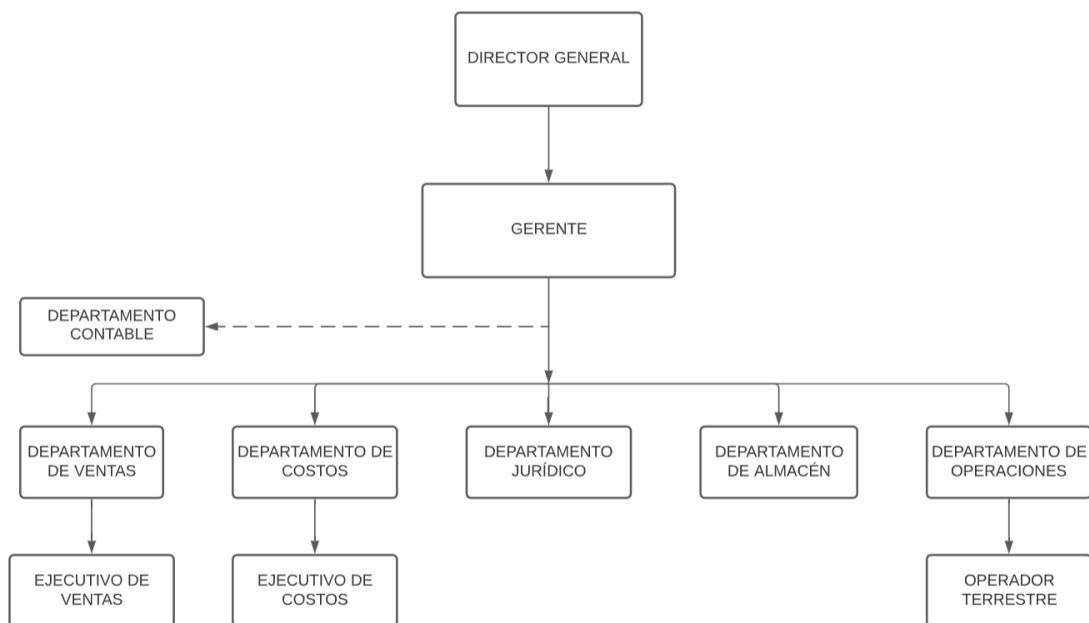 DIRECTOR GENERAL
GERENTE
DEPARTAMENTO
CONTABLE
DEPARTAMENTO
DE VENTAS
DEPARTAMENTO DE
COSTOS
DEPARTAMENTO
JURÍDICO
DEPARTAMENTO
DE ALMACÉN
DEPARTAMENTO DE
OPERACIONES
EJECUTIVO DE
VENTAS
EJECUTIVO DE
COSTOS
OPERADOR
TERRESTRE